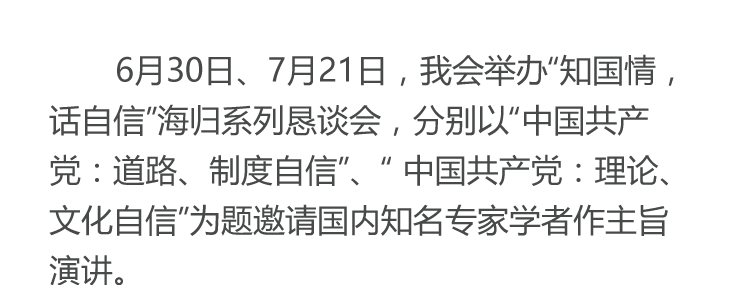 6月30日、7月21日，我会举办“知国情，
话自信”海归系列恳谈会，分别以“中国共产
党：道路、制度自信”、“ 中国共产党：理论、
文化自信”为题邀请国内知名专家学者作主旨
演讲。